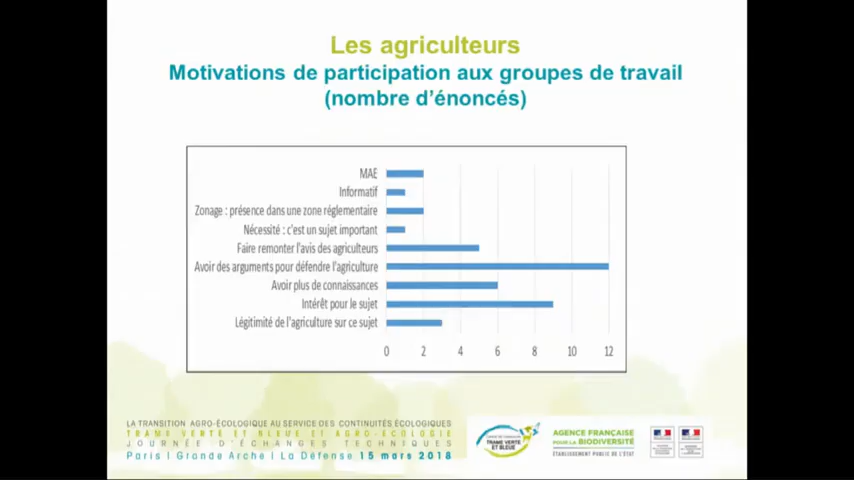 Les agriculteurs
Motivations de participation aux groupes de travail
(nombre d'énoncés)
MAE
Informatif
Zonage : présence dans une zone réglementaire
Nécessité : c'est un sujet important
Faire remonter l'avis des agriculteurs
Avoir des arguments pour défendre l'agriculture
Avoir plus de connaissances
Intérêt pour le sujet
Légitimité de l'agriculture sur ce sujet
0 2 4 6 8 10 12
LA TRANSITION AGRO-ÉCOLOGIQUE AU SERVICE DES CONTINUITÉS ÉCOLOGIQUES
TRAME VERTE ET BLEUE ET AGRO-ÉCOLOGIE
JOURNÉE D'ÉCHANGES TECHNIQUES
Paris | Grande Arche | La Défense 15 mars 2018
TRAME VERTE
ET BLEUE
AGENCE FRANÇAISE
POUR LA BIODIVERSITÉ
ÉTABLISSEMENT PUBLIC DE L'ÉTAT